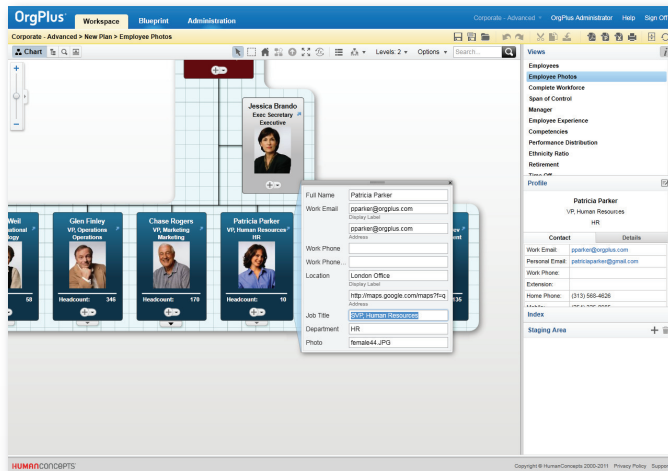 OrgPlus
Workspace
Blueprint
Administration
Corporate - Advanced
OrgPlus Administrator
Help
Sign Off
Corporate - Advanced > New Plan > Employee Photos
Chart
Levels: 2
Options
Search...
Views
Employees
Employee Photos
Complete Workforce
Span of Control
Manager
Employee Experience
Competencies
Performance Distribution
Ethnicity Ratio
Retirement
Time Off
Profile
Patricia Parker
VP, Human Resources
HR
Contact
Details
Work Email: pparker@orgplus.com
Personal Email: patriciaparker@gmail.com
Work Phone:
Extension:
Home Phone: (313) 568-4626
Index
Staging Area
Jessica Brando
Exec Secretary
Executive
Weil
Glen Finley
VP, Operations
Operations
Headcount: 346
Chase Rogers
VP, Marketing
Marketing
Headcount: 170
Patricia Parker
VP, Human Resources
HR
Headcount: 10
58
135
Full Name Patricia Parker
Work Email pparker@orgplus.com
Display Label
pparker@orgplus.com
Address
Work Phone
Work Phone...
Location London Office
Display Label
http://maps.google.com/maps?f=q
Address
Job Title SVP, Human Resources
Department HR
Photo female44.JPG
HUMANCONCEPTS
Copyright © HumanConcepts 2000-2011 Privacy Policy Suppor